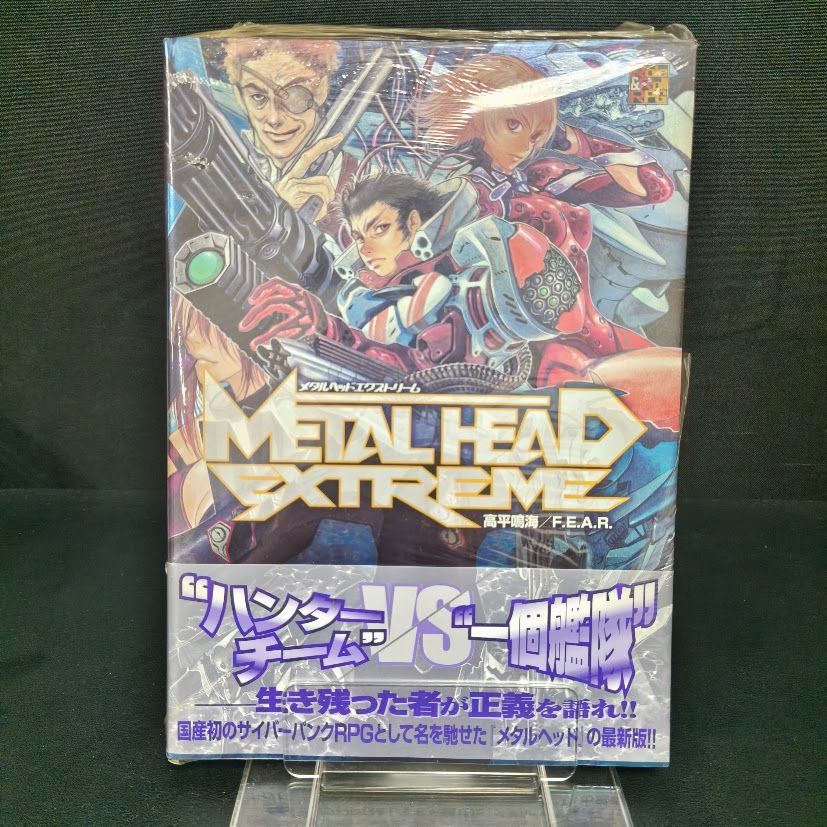 メタルヘッドエクストリーム
METAL HEAD
EXTREME
高平鳴海/F.E.A.R.
“ハンター
チーム”VS“一個艦隊”
生き残った者が正義を語れ!!
国産初のサイバーパンクRPGとして名を馳せた『メタルヘッド』の最新版!!